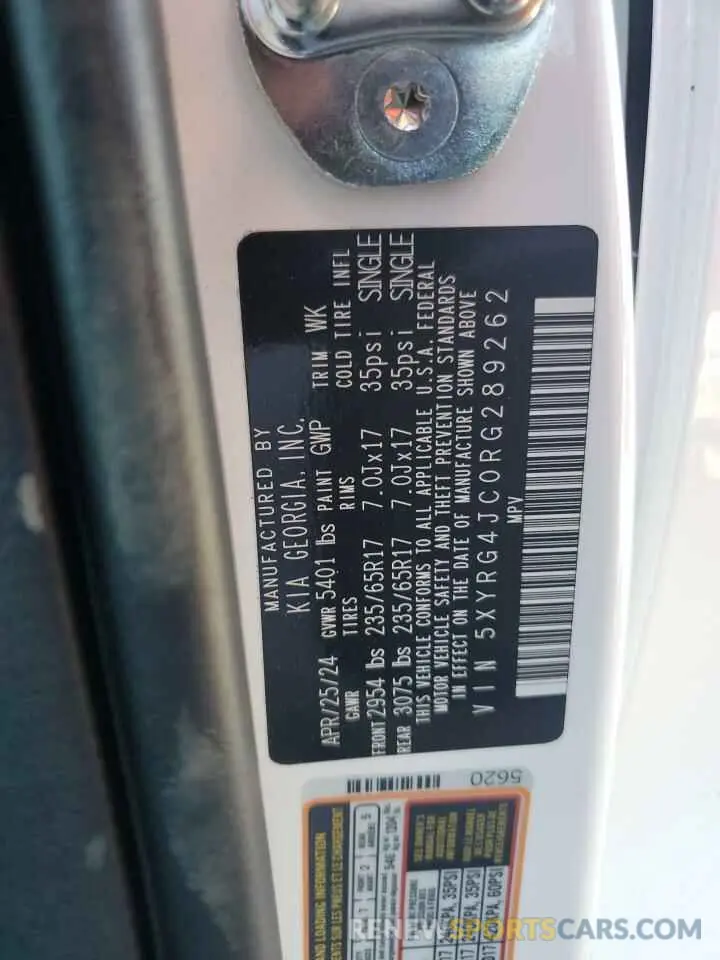 MANUFACTURED BY
KIA GEORGIA, INC.
APR/25/24 GVWR 5401 lbs PAINT GWP TRIM WK
GAWR TIRES RIMS COLD TIRE INFL
FRONT 2954 lbs 235/65R17 7.0Jx17 35psi SINGLE
REAR 3075 lbs 235/65R17 7.0Jx17 35psi SINGLE
THIS VEHICLE CONFORMS TO ALL APPLICABLE U.S.A. FEDERAL
MOTOR VEHICLE SAFETY AND THEFT PREVENTION STANDARDS
IN EFFECT ON THE DATE OF MANUFACTURE SHOWN ABOVE
VIN 5XYRG4JC0RG289262
MPV
5620
AND LOADING INFORMATION
RENEWSPORTSCARS.COM